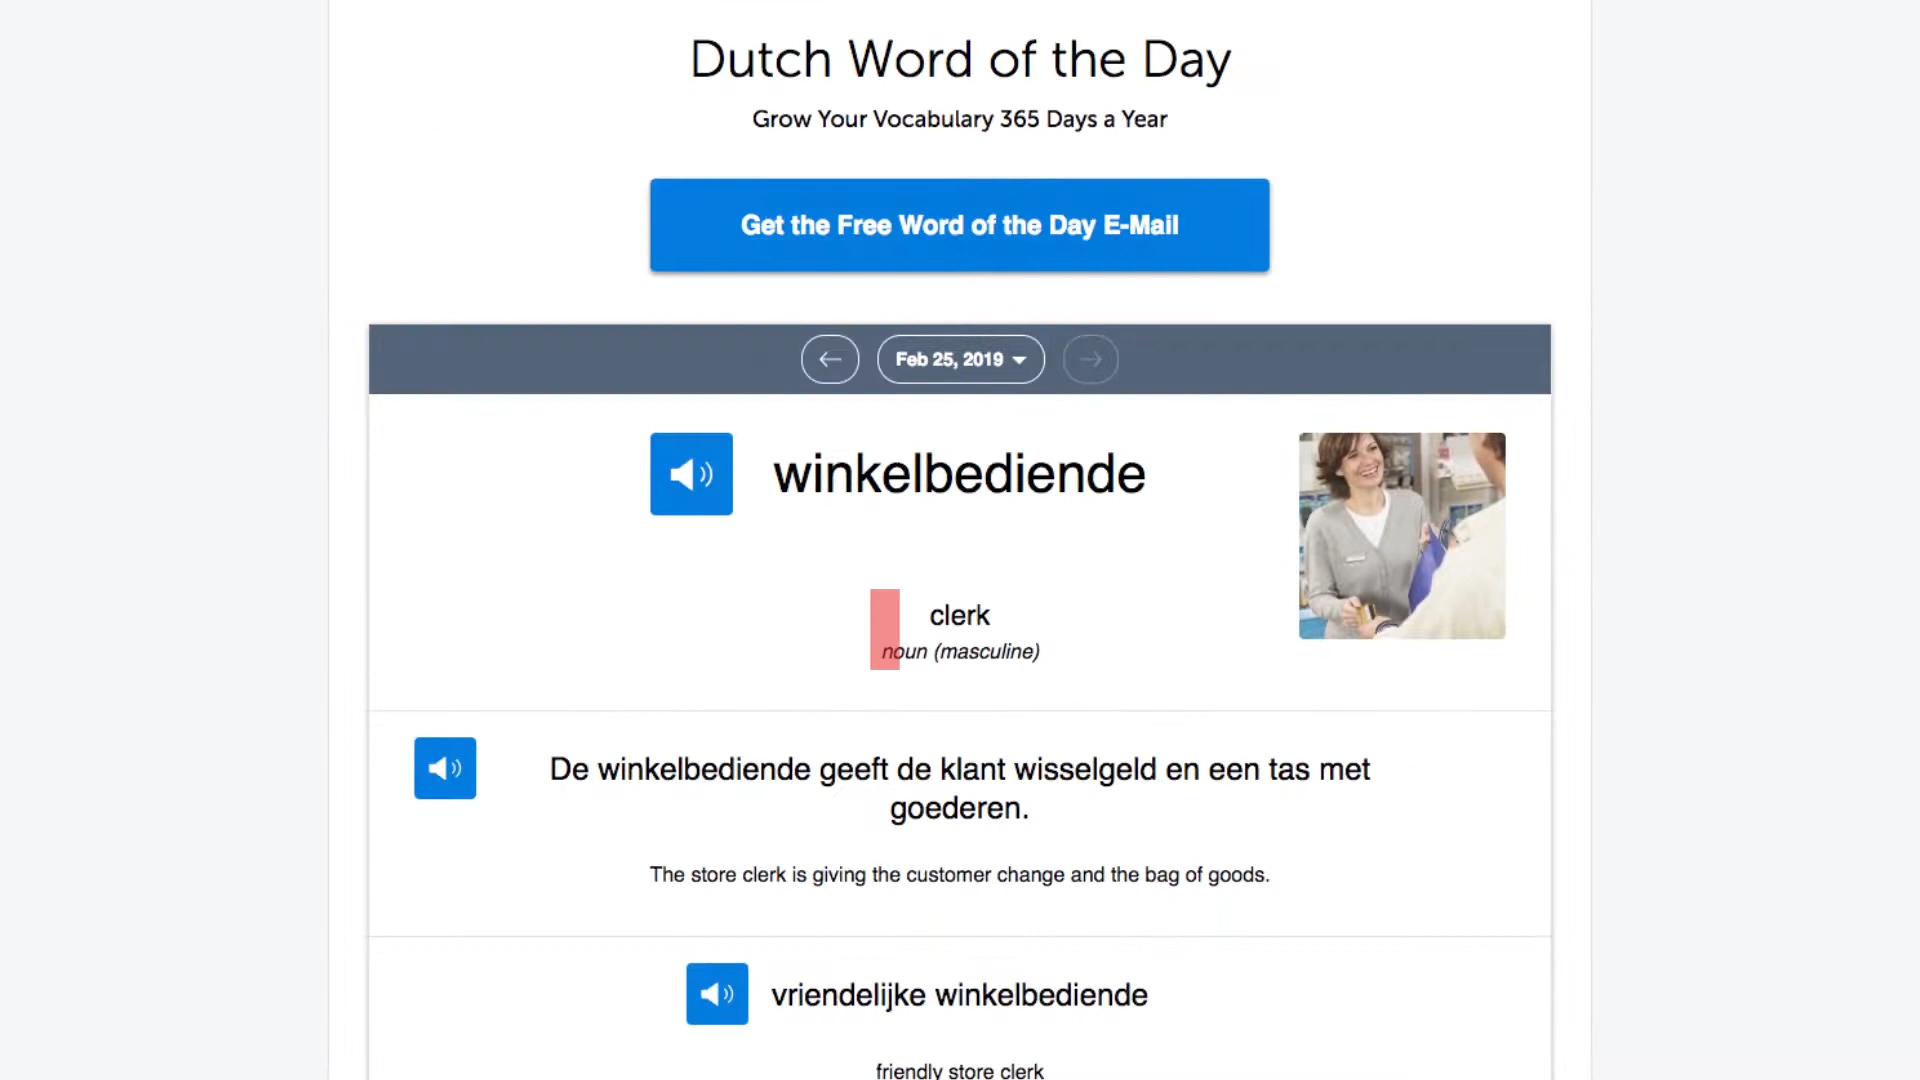 Dutch Word of the Day
Grow Your Vocabulary 365 Days a Year
Get the Free Word of the Day E-Mail
Feb 25, 2019
winkelbediende
clerk
noun (masculine)
De winkelbediende geeft de klant wisselgeld en een tas met
goederen.
The store clerk is giving the customer change and the bag of goods.
vriendelijke winkelbediende
friendly store clerk